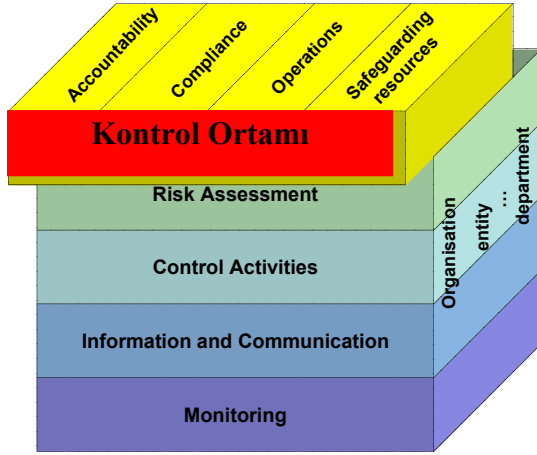 Accountability
Compliance
Operations
Safeguarding
resources
Kontrol Ortamı
Risk Assessment
Control Activities
Information and Communication
Monitoring
Organisation
entity
...
department